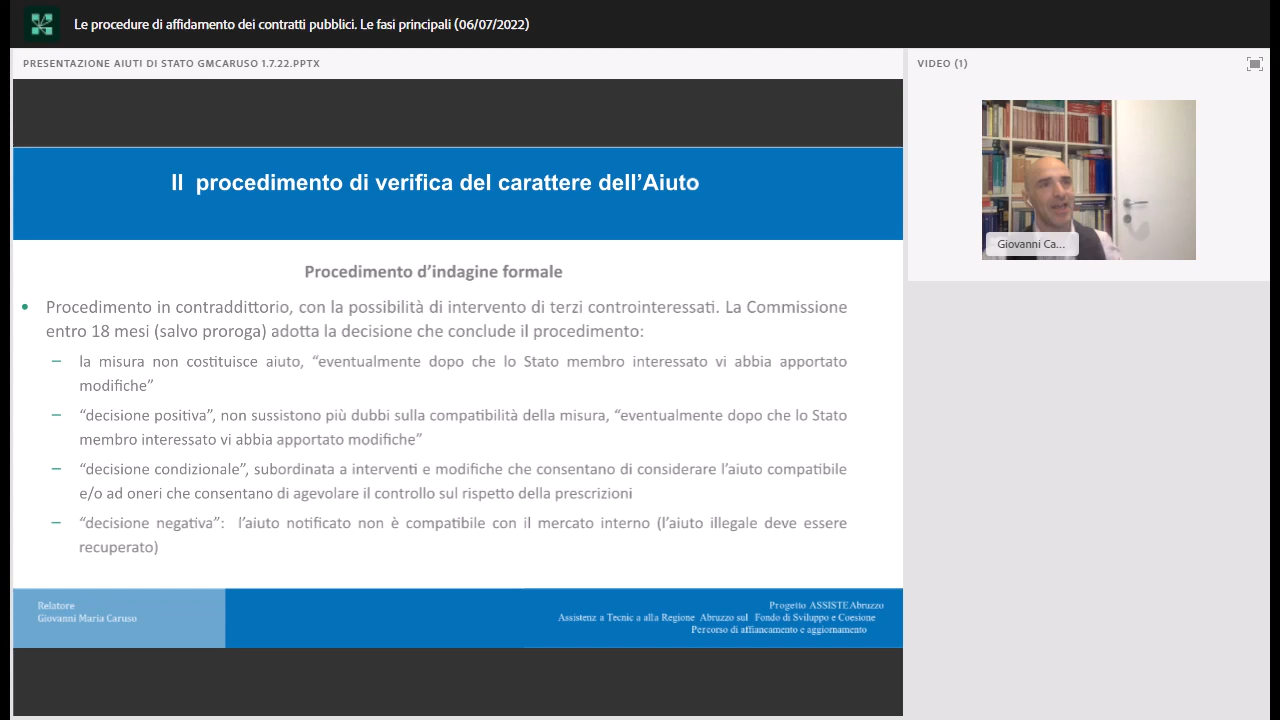 Le procedure di affidamento dei contratti pubblici. Le fasi principali (06/07/2022)
PRESENTAZIONE AIUTI DI STATO GMCARUSO 1.7.22.PPTX
VIDEO (1)
Il  procedimento di verifica del carattere dell’Aiuto
Procedimento d’indagine formale
• Procedimento in contraddittorio, con la possibilità di intervento di terzi controinteressati. La Commissione
entro 18 mesi (salvo proroga) adotta la decisione che conclude il procedimento:
– la misura non costituisce aiuto, “eventualmente dopo che lo Stato membro interessato vi abbia apportato
modifiche”
– “decisione positiva”, non sussistono più dubbi sulla compatibilità della misura, “eventualmente dopo che lo Stato
membro interessato vi abbia apportato modifiche”
– “decisione condizionale”, subordinata a interventi e modifiche che consentano di considerare l’aiuto compatibile
e/o ad oneri che consentano di agevolare il controllo sul rispetto della prescrizioni
– “decisione negativa”:  l’aiuto notificato non è compatibile con il mercato interno (l’aiuto illegale deve essere
recuperato)
Relatore
Giovanni Maria Caruso
Progetto ASSISTE Abruzzo
Assistenz a Tecnic a alla Regione Abruzzo sul Fondo di Sviluppo e Coesione
Percorso di affiancamento e aggiornamento
Giovanni Ca...